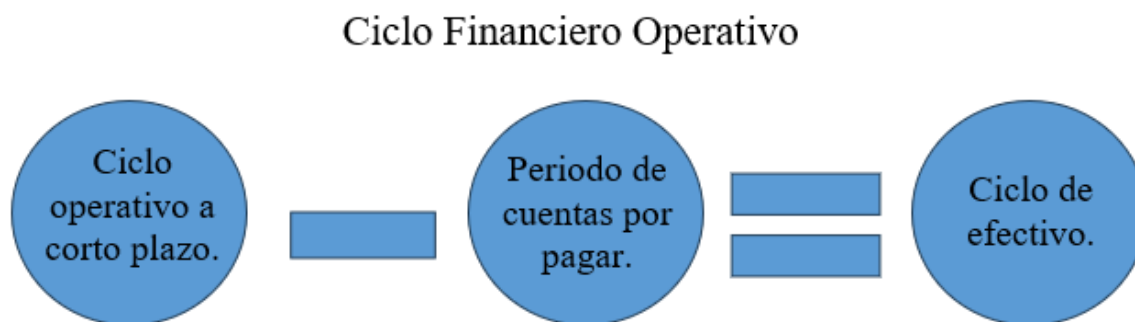 Ciclo Financiero Operativo
Ciclo
operativo a
corto plazo.
Periodo de
cuentas por
pagar.
Ciclo de
efectivo.